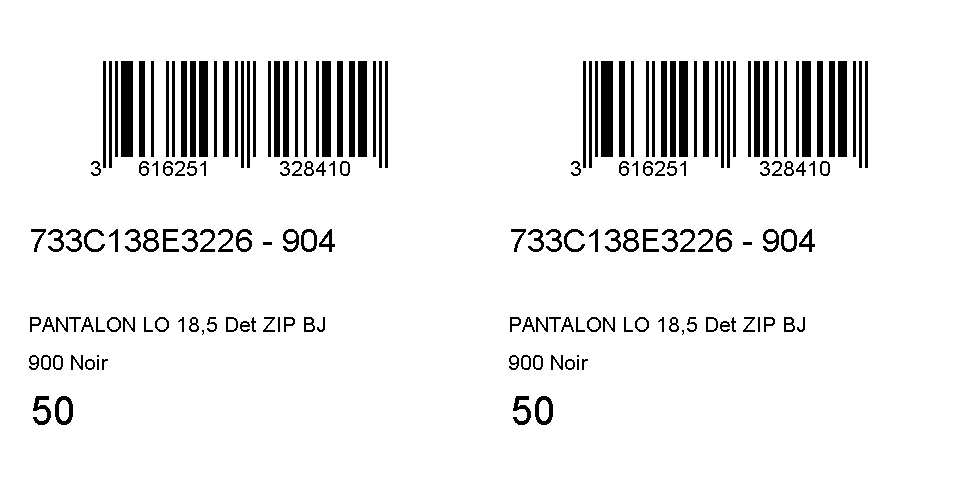 3 616251 328410
733C138E3226 - 904
PANTALON LO 18,5 Det ZIP BJ
900 Noir
50
3 616251 328410
733C138E3226 - 904
PANTALON LO 18,5 Det ZIP BJ
900 Noir
50